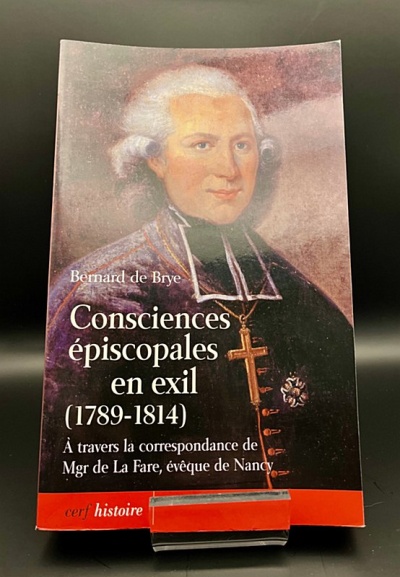 Bernard de Brye
Consciences
épiscopales
en exil
(1789-1814)
À travers la correspondance de
Mgr de La Fare, évêque de Nancy
cerf histoire